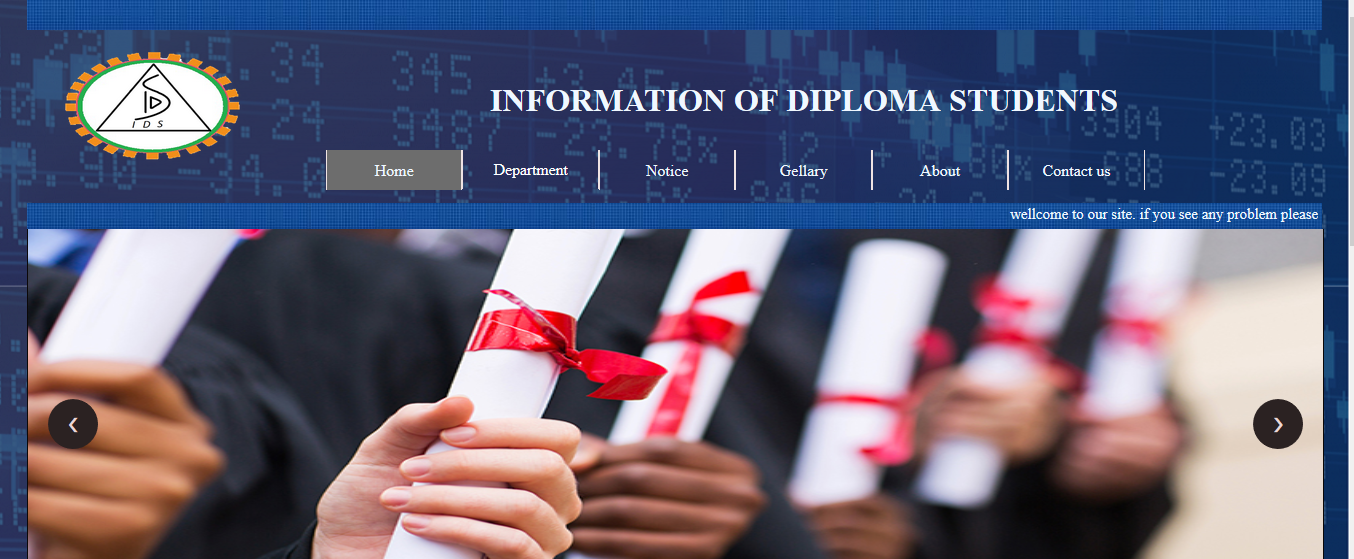 INFORMATION OF DIPLOMA STUDENTS
IDS
Home Department Notice Gellary About Contact us
wellcome to our site. if you see any problem please